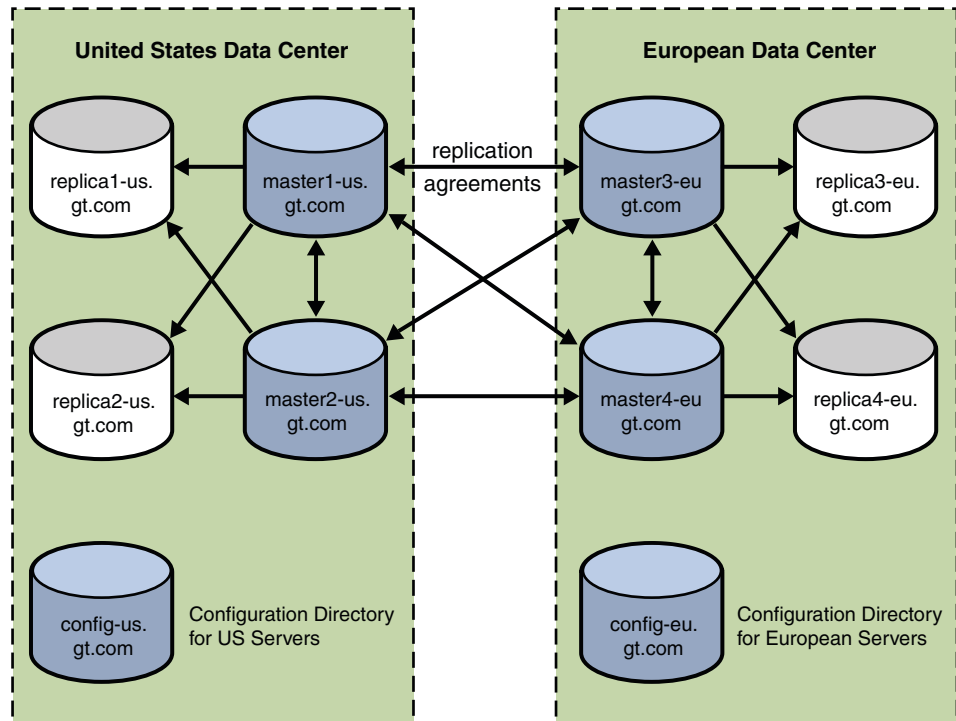 United States Data Center
European Data Center
replication
agreements
replica1-us.
gt.com
master1-us.
gt.com
master3-eu
gt.com
replica3-eu.
gt.com
replica2-us.
gt.com
master2-us.
gt.com
master4-eu
gt.com
replica4-eu.
gt.com
config-us.
gt.com
Configuration Directory
for US Servers
config-eu.
gt.com
Configuration Directory
for European Servers